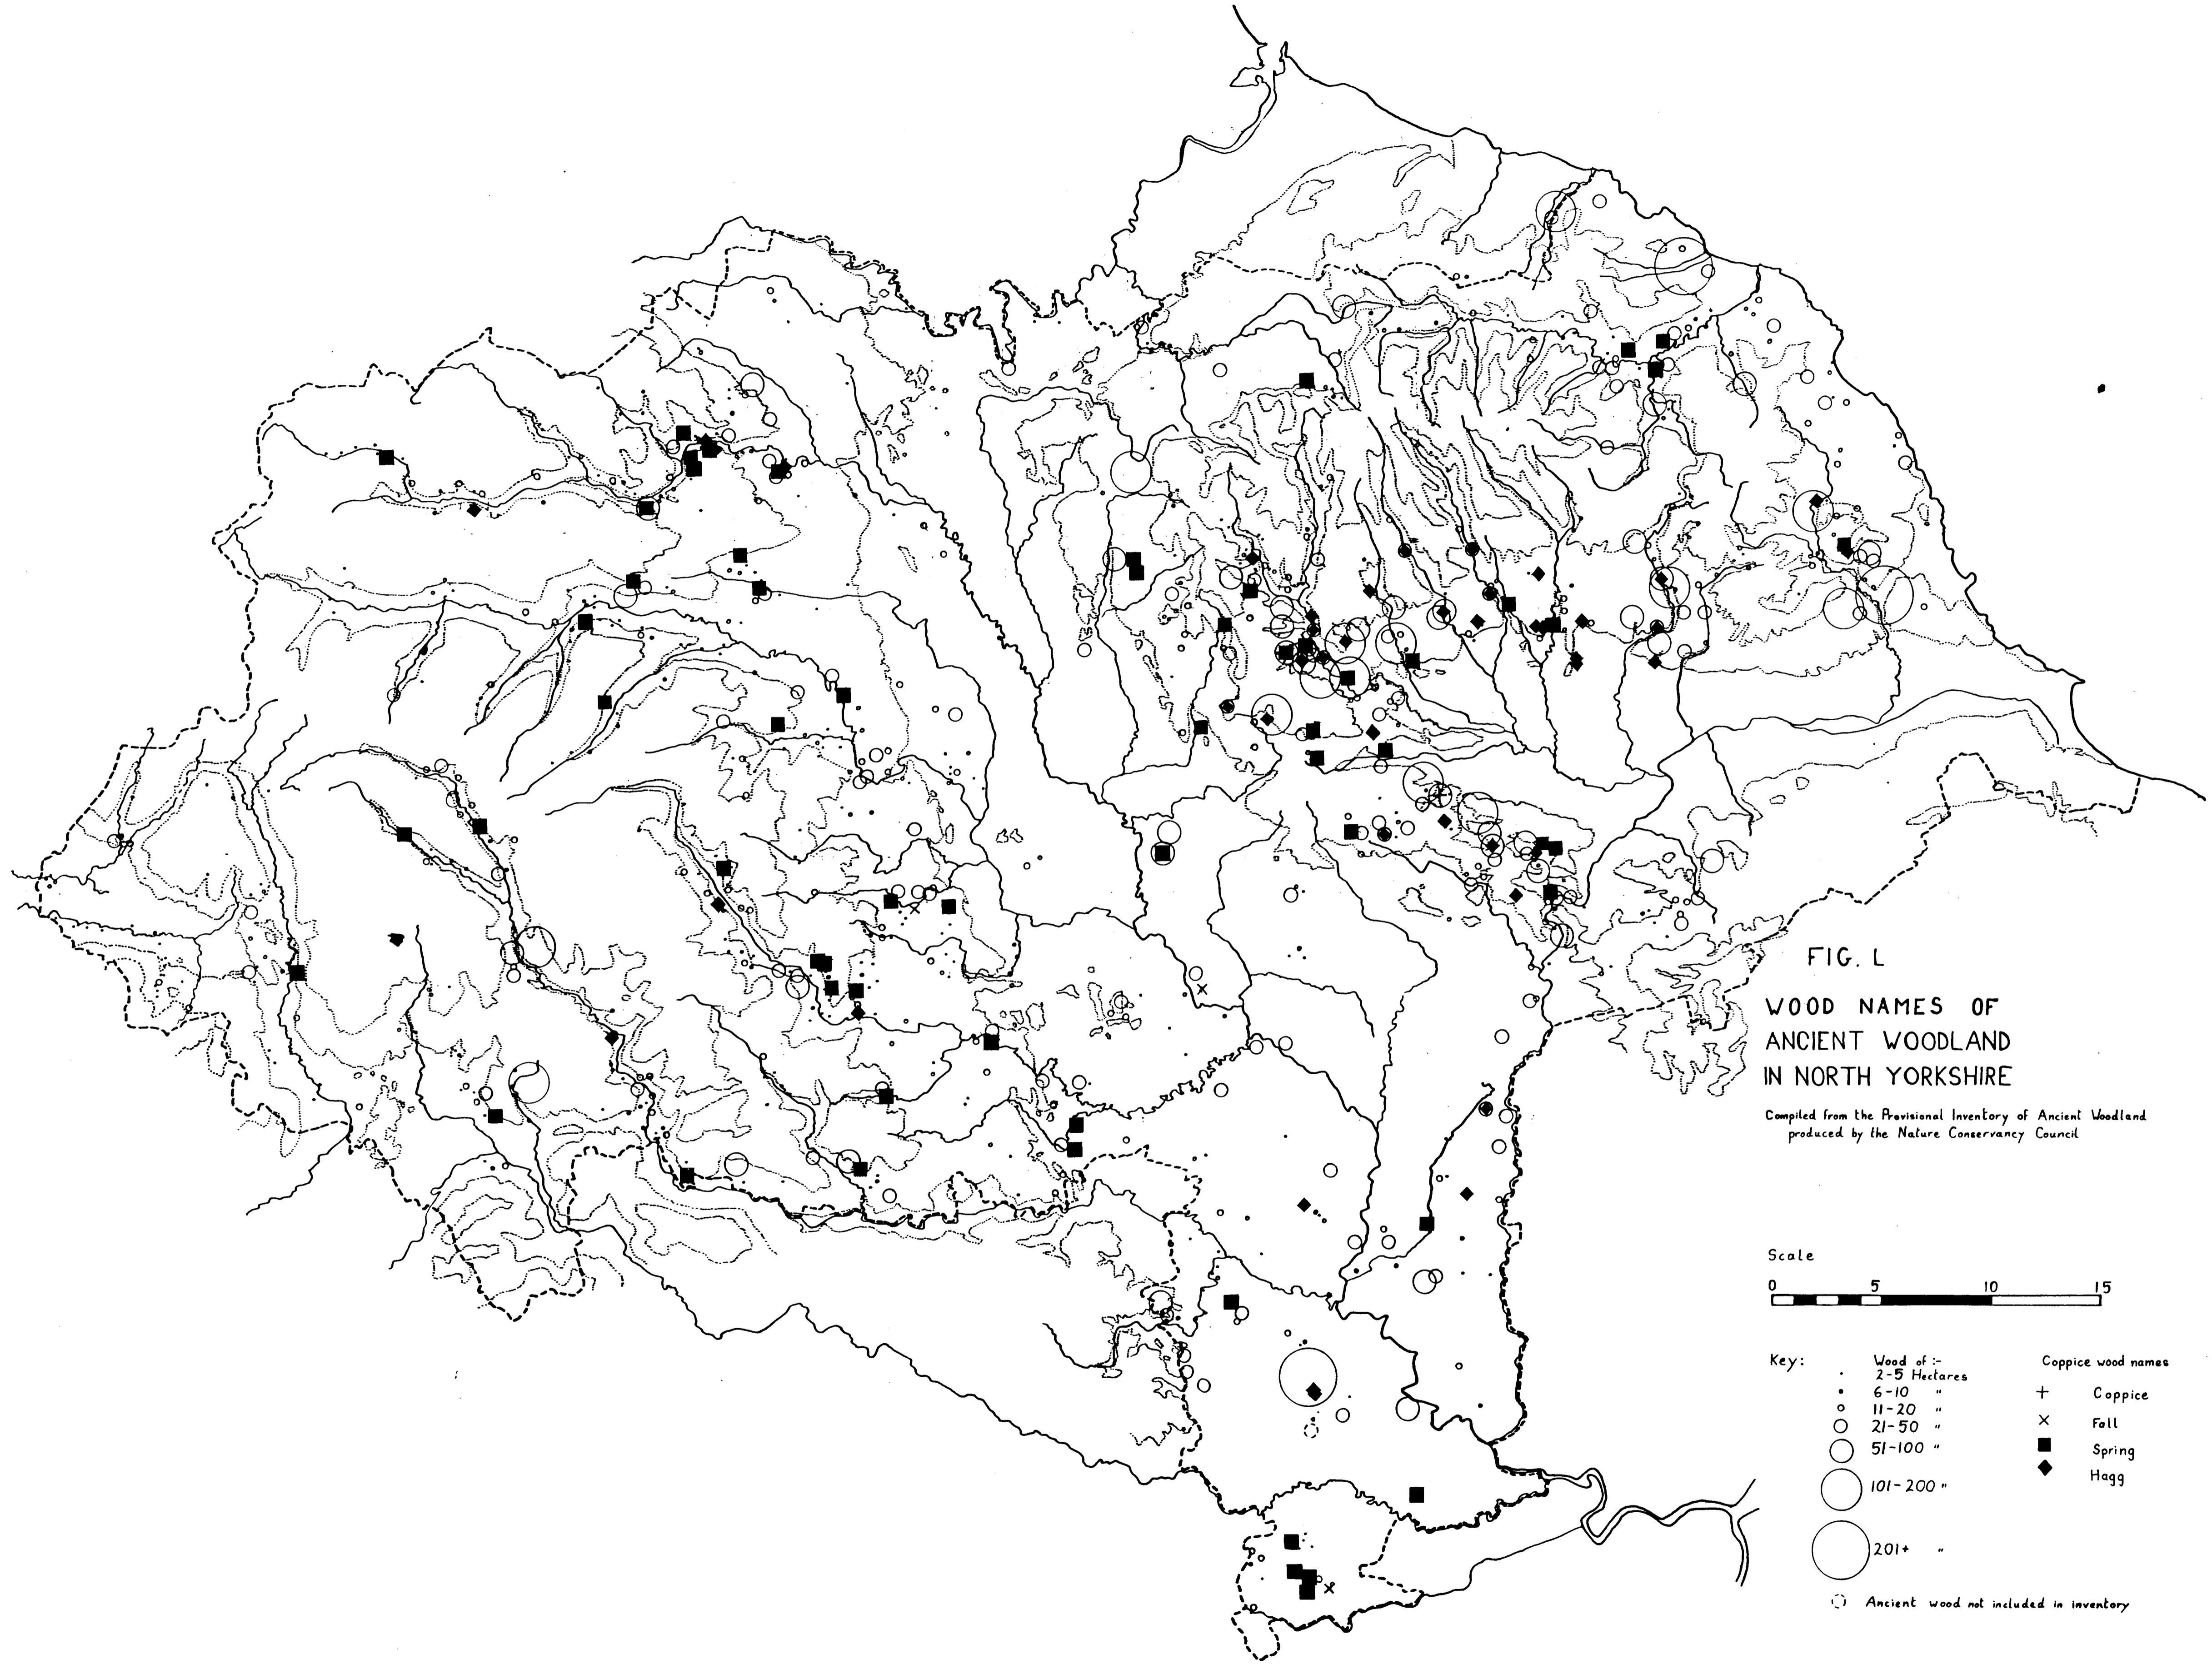 FIG. L
WOOD NAMES OF
ANCIENT WOODLAND
IN NORTH YORKSHIRE
Compiled from the Provisional Inventory of Ancient Woodland
produced by the Nature Conservancy Council
Scale
0 5 10 15
Key:
Wood of :-
2-5 Hectares
6-10 "
11-20 "
21-50 "
51-100 "
101-200 "
201+ "
Ancient wood not included in inventory
Coppice wood names
Coppice
Fall
Spring
Hagg